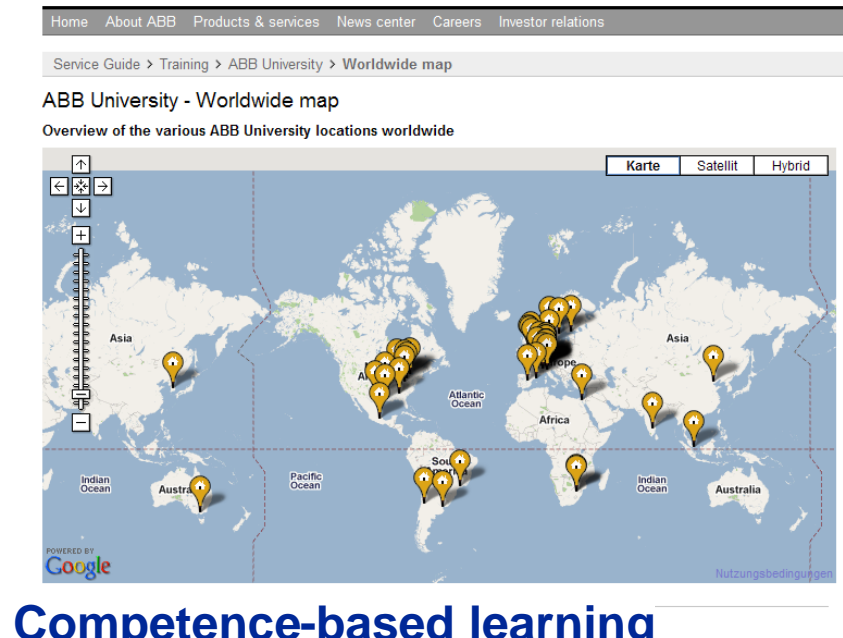 Home About ABB Products & services News center Careers Investor relations
Service Guide > Training > ABB University > Worldwide map
ABB University - Worldwide map
Overview of the various ABB University locations worldwide
Karte Satellit Hybrid
Asia
Atlantic
Ocean
Africa
Asia
Indian
Ocean
Pacific
Ocean
Indian
Ocean
Australia
POWERED BY
Google
Nutzungsbedingungen
Competence-based learning